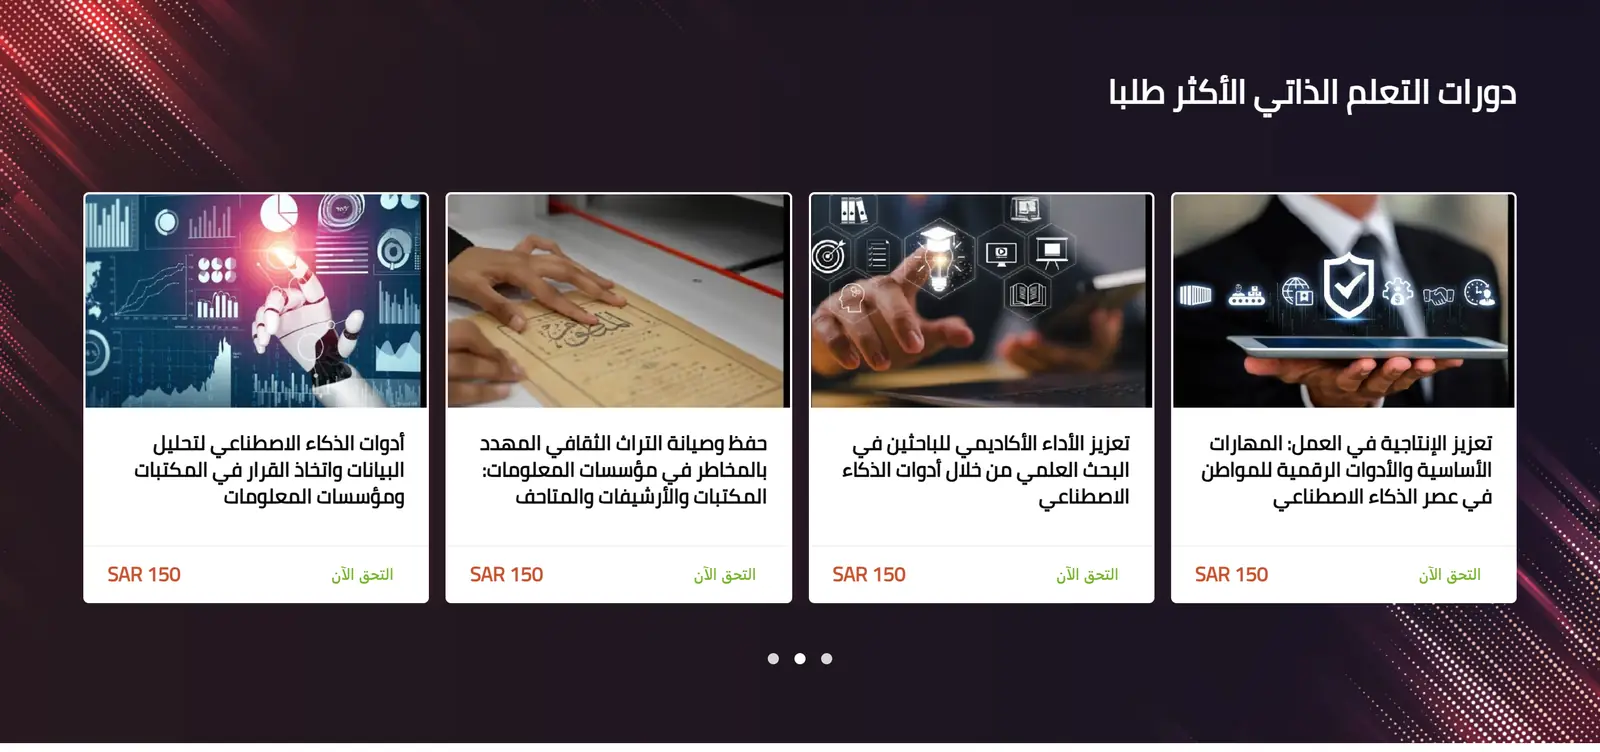 دورات التعلم الذاتي الأكثر طلبا
تعزيز الإنتاجية في العمل: المهارات
الأساسية والأدوات الرقمية للمواطن
في عصر الذكاء الاصطناعي
التحق الآن
SAR 150
تعزيز الأداء الأكاديمي للباحثين في
البحث العلمي من خلال أدوات الذكاء
الاصطناعي
التحق الآن
SAR 150
حفظ وصيانة التراث الثقافي المهدد
بالمخاطر في مؤسسات المعلومات:
المكتبات والأرشيفات والمتاحف
التحق الآن
SAR 150
أدوات الذكاء الاصطناعي لتحليل
البيانات واتخاذ القرار في المكتبات
ومؤسسات المعلومات
التحق الآن
SAR 150